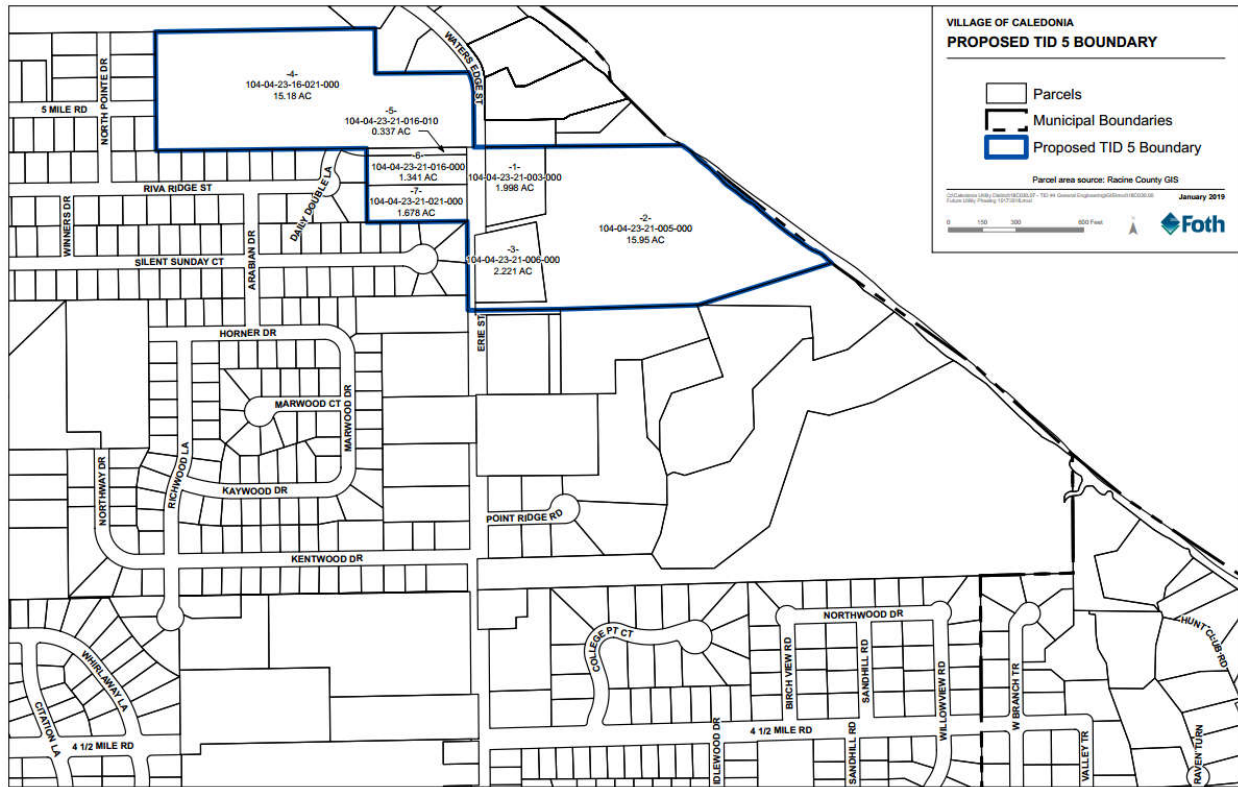 VILLAGE OF CALEDONIA
PROPOSED TID 5 BOUNDARY
Parcels
Municipal Boundaries
Proposed TID 5 Boundary
Parcel area source: Racine County GIS
January 2019
0 150 300 600 Feet
Foth
WATERS EDGE ST
-4-
104-04-23-16-021-000
15.18 AC
NORTH POINTE DR
5 MILE RD
-5-
104-04-23-21-016-010
0.337 AC
-6-
104-04-23-21-016-000
1.341 AC
-1-
104-04-23-21-003-000
1.998 AC
RIVA RIDGE ST
DAILY DOUBLE LA
-7-
104-04-23-21-021-000
1.678 AC
WINNERS DR
-2-
104-04-23-21-005-000
15.95 AC
ARABIAN DR
SILENT SUNDAY CT
-3-
104-04-23-21-006-000
2.221 AC
HORNER DR
ERIE ST
MARWOOD CT
MARWOOD DR
RICHWOOD LA
NORTHWAY DR
KAYWOOD DR
POINT RIDGE RD
KENTWOOD DR
NORTHWOOD DR
COLLEGE PT CT
BIRCH VIEW RD
SANDHILL RD
WILLOWVIEW RD
W BRANCH TR
HUNT CLUB RD
WHIRLAWAY LA
CITATION LA
4 1/2 MILE RD
4 1/2 MILE RD
IDLEWOOD DR
SANDHILL RD
VALLEY TR
RAVEN TURN